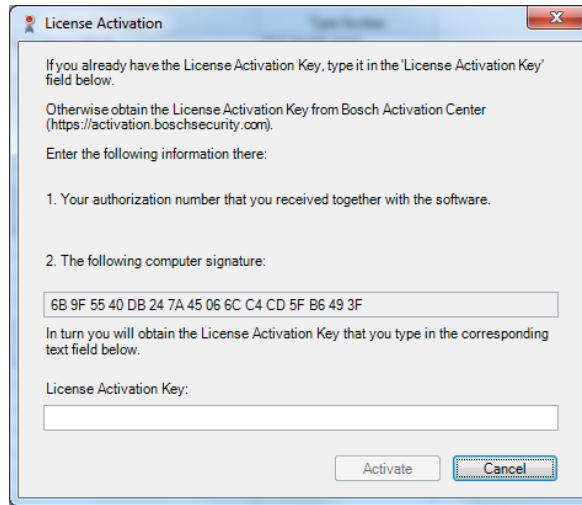 License Activation
Type Number
If you already have the License Activation Key, type it in the 'License Activation Key'
field below.
Otherwise obtain the License Activation Key from Bosch Activation Center
(https://activation.boschsecurity.com).
Enter the following information there:
1. Your authorization number that you received together with the software.
2. The following computer signature:
6B 9F 55 40 DB 24 7A 45 06 6C C4 CD 5F B6 49 3F
In turn you will obtain the License Activation Key that you type in the corresponding
text field below.
License Activation Key:
Activate
Cancel